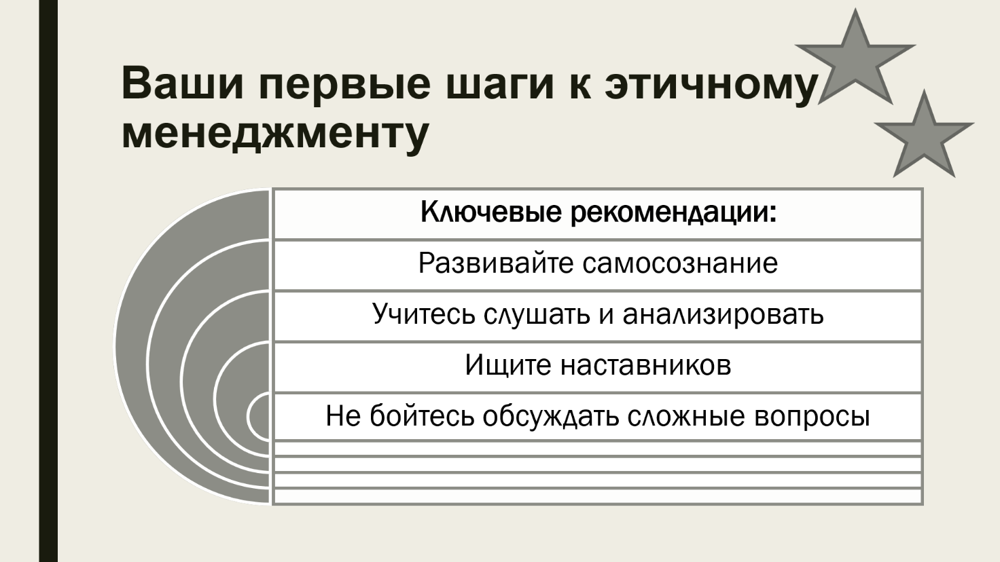 Ваши первые шаги к этичному
менеджменту
Ключевые рекомендации:
Развивайте самосознание
Учитесь слушать и анализировать
Ищите наставников
Не бойтесь обсуждать сложные вопросы